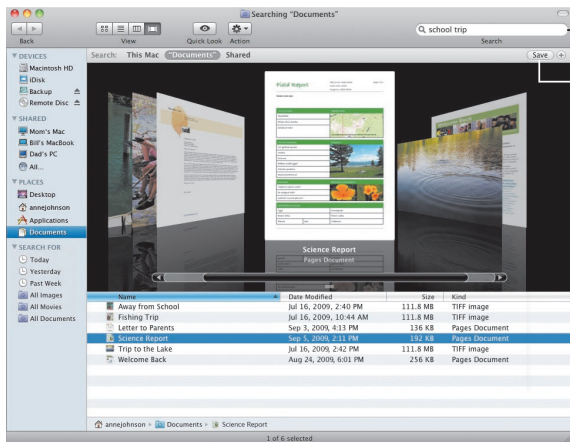 Searching "Documents"
school trip
Back
View
Quick Look
Action
Search
DEVICES
Macintosh HD
iDisk
Backup
Remote Disc
SHARED
Mom's Mac
Bill's MacBook
Dad's PC
All...
PLACES
Desktop
annejohnson
Applications
Documents
SEARCH FOR
Today
Yesterday
Past Week
All Images
All Movies
All Documents
Search: This Mac "Documents" Shared
Save
Field Report
Science Report
Pages Document
Name Date Modified Size Kind
Away from School Jul 16, 2009, 2:40 PM 111.8 MB TIFF image
Fishing Trip Jul 16, 2009, 10:44 AM 111.8 MB TIFF image
Letter to Parents Sep 3, 2009, 4:13 PM 136 KB Pages Document
Science Report Sep 5, 2009, 2:11 PM 192 KB Pages Document
Trip to the Lake Jul 16, 2009, 2:42 PM 111.8 MB TIFF image
Welcome Back Aug 24, 2009, 6:01 PM 256 KB Pages Document
annejohnson Documents Science Report
1 of 6 selected